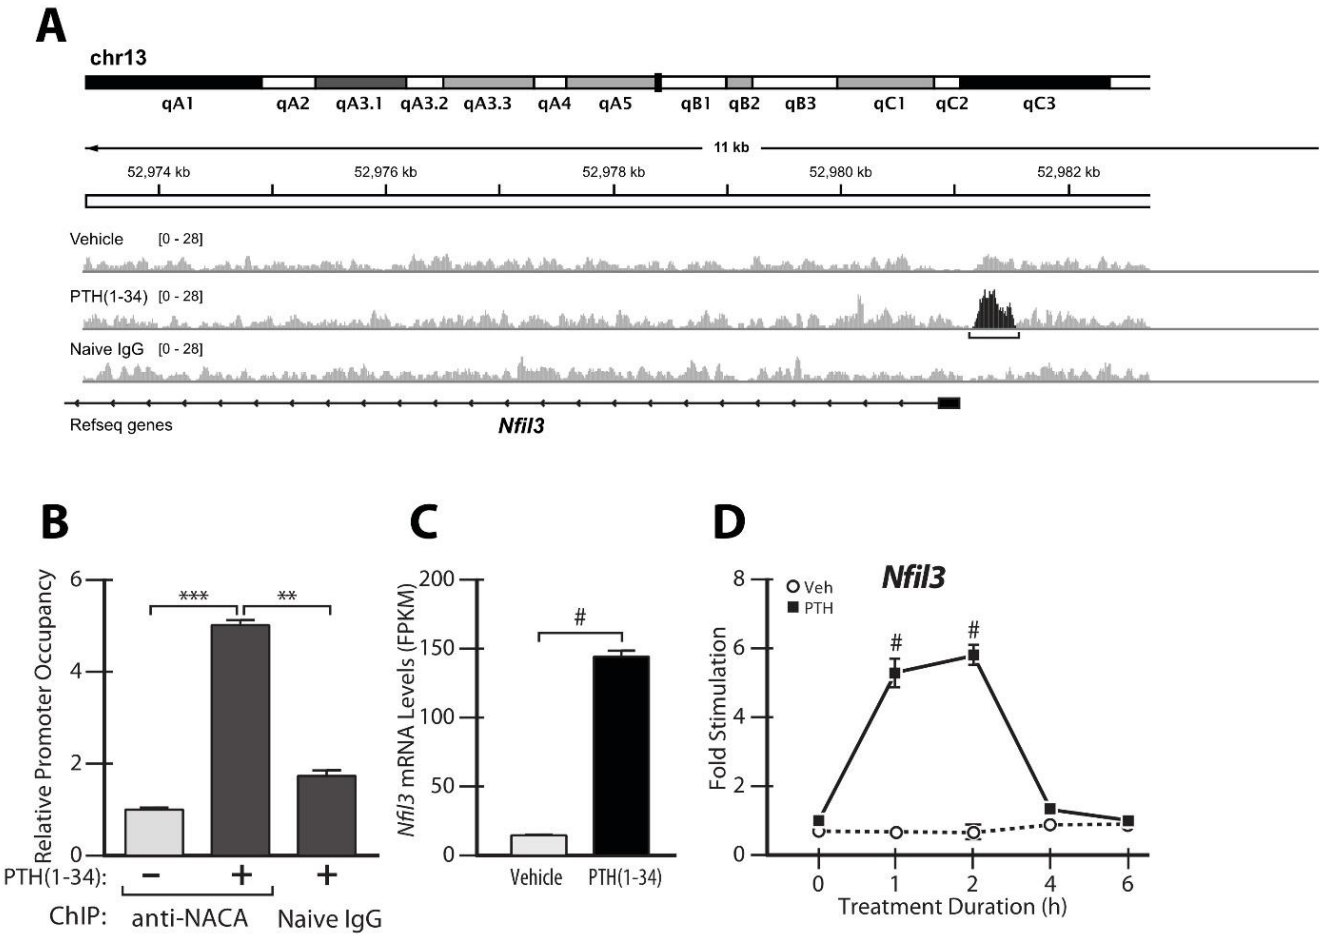 A
chr13
qA1 qA2 qA3.1 qA3.2 qA3.3 qA4 qA5 qB1 qB2 qB3 qC1 qC2 qC3
11 kb
52,974 kb 52,976 kb 52,978 kb 52,980 kb 52,982 kb
Vehicle [0 - 28]
PTH(1-34) [0 - 28]
Naive IgG [0 - 28]
Refseq genes Nfil3
B
Relative Promoter Occupancy
6
4
2
0
*** **
PTH(1-34): − + +
ChIP: anti-NACA Naive IgG
C
Nfil3 mRNA Levels (FPKM)
200
150
100
50
0
#
Vehicle PTH(1-34)
D
Nfil3
Veh
PTH
Fold Stimulation
8
6
4
2
0
# #
0 1 2 4 6
Treatment Duration (h)